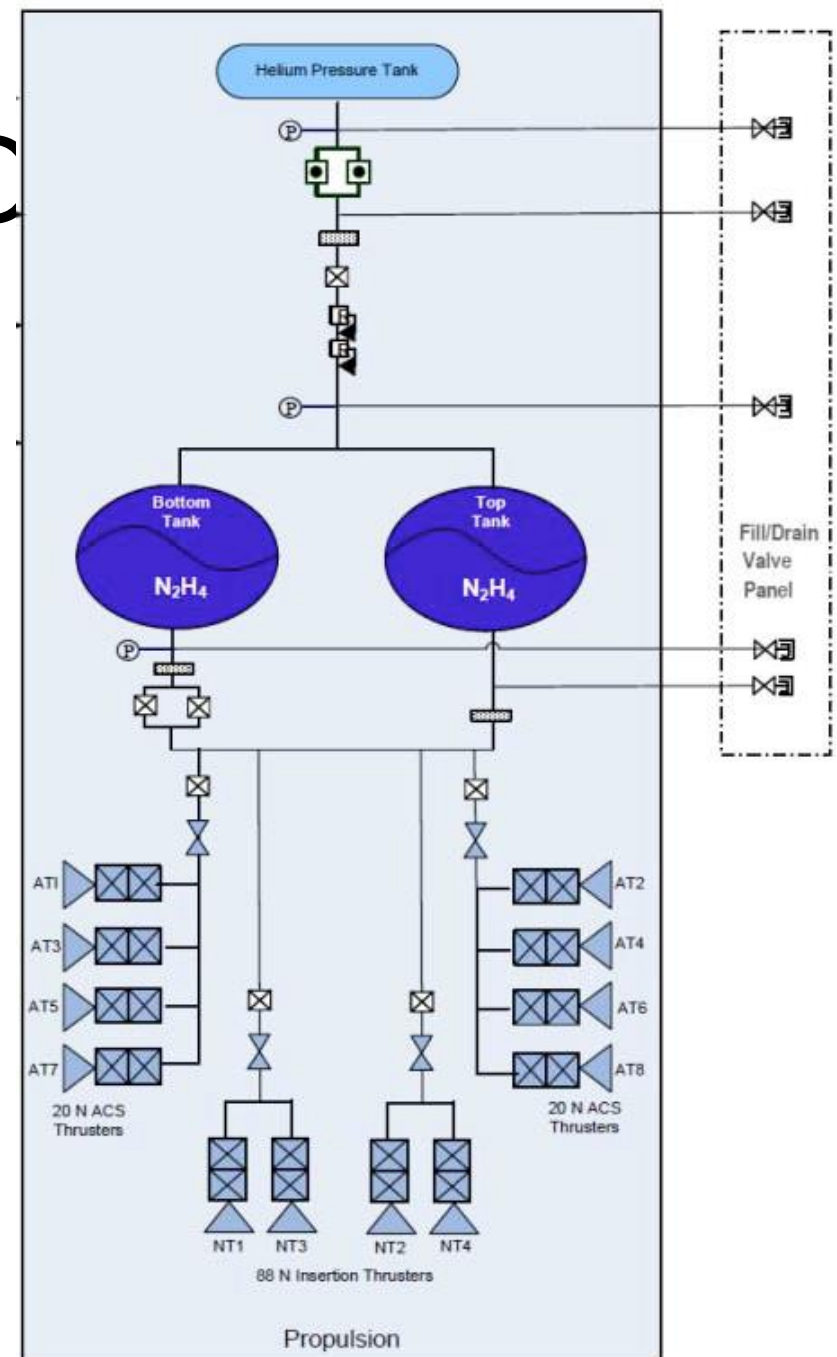 Helium Pressure Tank
P
P
Bottom
Tank
N₂H₄
Top
Tank
N₂H₄
Fill/Drain
Valve
Panel
P
AT1
AT3
AT5
AT7
20 N ACS
Thrusters
AT2
AT4
AT6
AT8
20 N ACS
Thrusters
NT1
NT3
NT2
NT4
88 N Insertion Thrusters
Propulsion